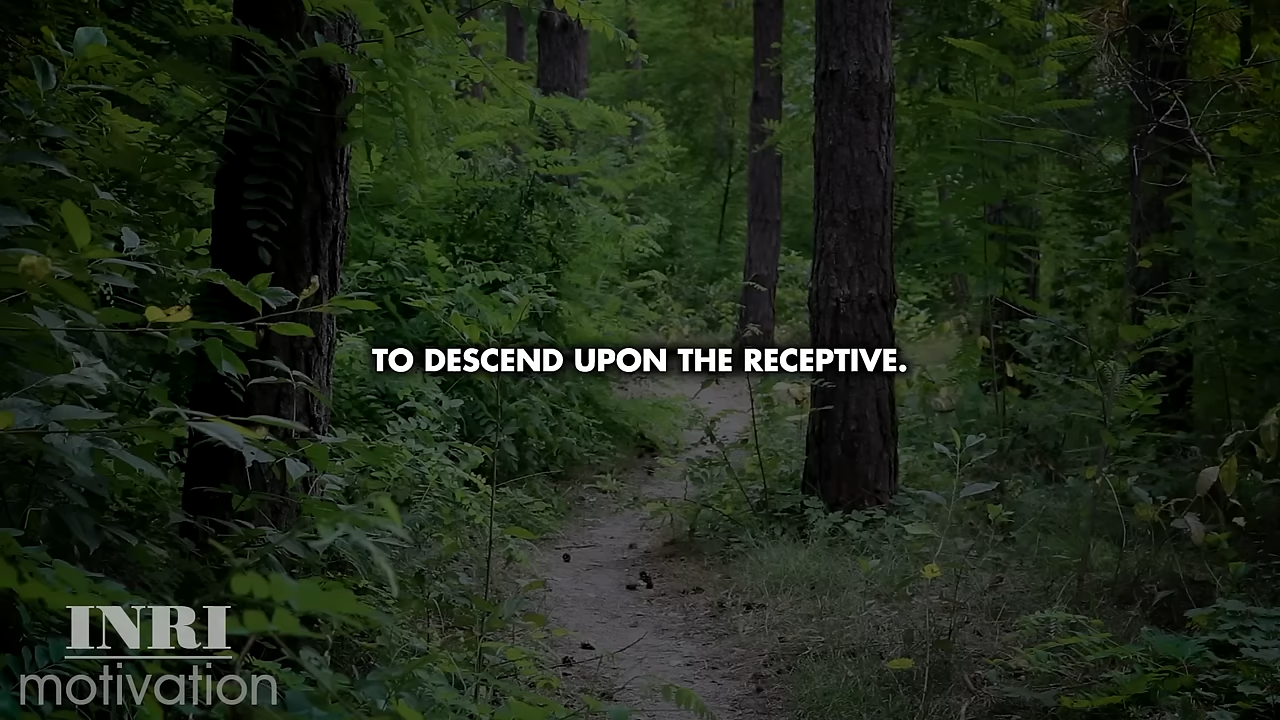 TO DESCEND UPON THE RECEPTIVE.
INRI
motivation